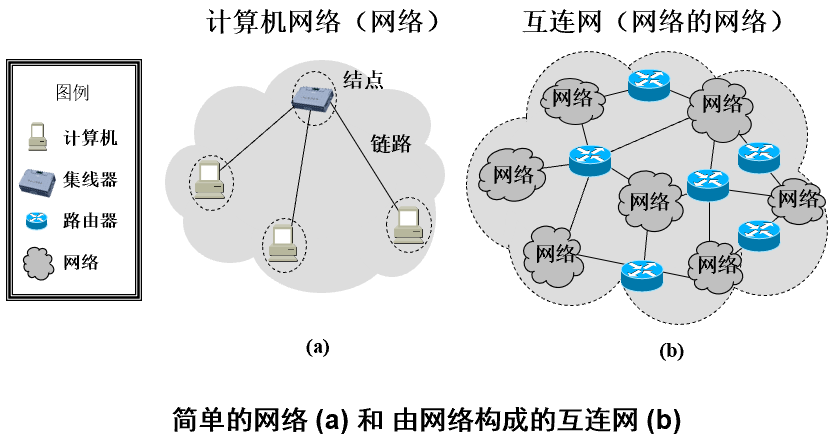 计算机网络（网络）
互连网（网络的网络）
图例
计算机
集线器
路由器
网络
结点
链路
网络
网络
网络
网络
网络
网络
网络
(a)
(b)
简单的网络 (a) 和 由网络构成的互连网 (b)